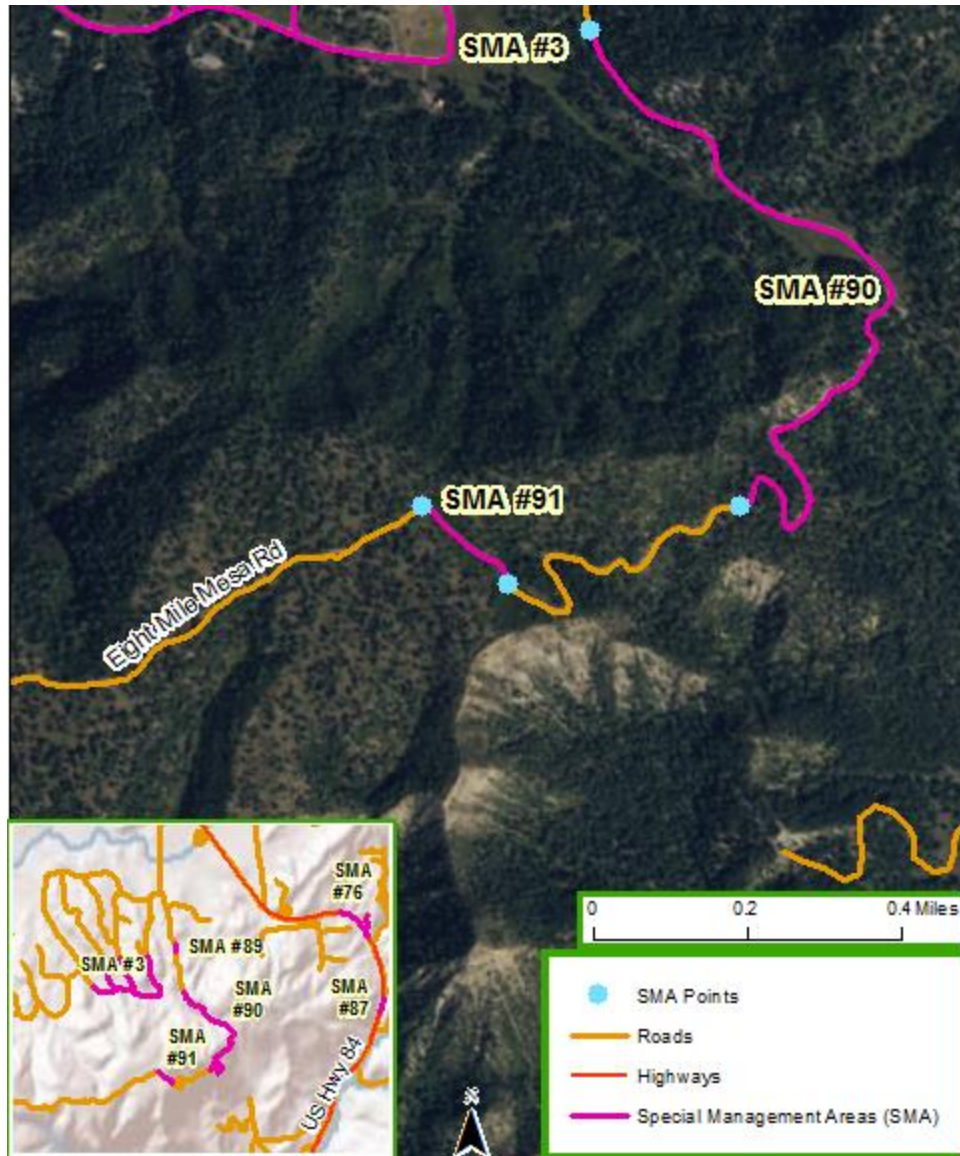 SMA #3
SMA #90
SMA #91
Eight Mile Mesa Rd
SMA
#76
SMA #89
SMA #3
SMA
#90
SMA
#87
SMA
#91
US Hwy 84
0 0.2 0.4 Miles
SMA Points
Roads
Highways
Special Management Areas (SMA)
N